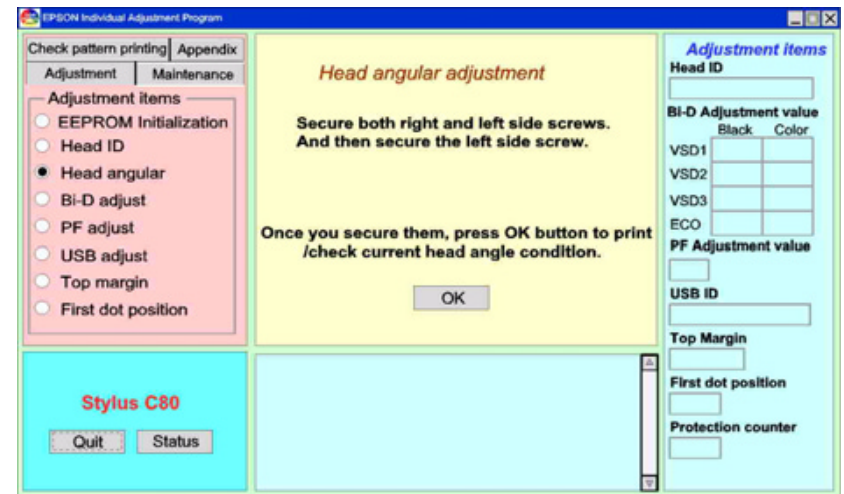 EPSON Individual Adjustment Program
Check pattern printing
Appendix
Adjustment
Maintenance
Adjustment items
EEPROM Initialization
Head ID
Head angular
Bi-D adjust
PF adjust
USB adjust
Top margin
First dot position
Head angular adjustment
Secure both right and left side screws.
And then secure the left side screw.
Once you secure them, press OK button to print
/check current head angle condition.
OK
Adjustment items
Head ID
Bi-D Adjustment value
Black Color
VSD1
VSD2
VSD3
ECO
PF Adjustment value
USB ID
Top Margin
First dot position
Protection counter
Stylus C80
Quit
Status